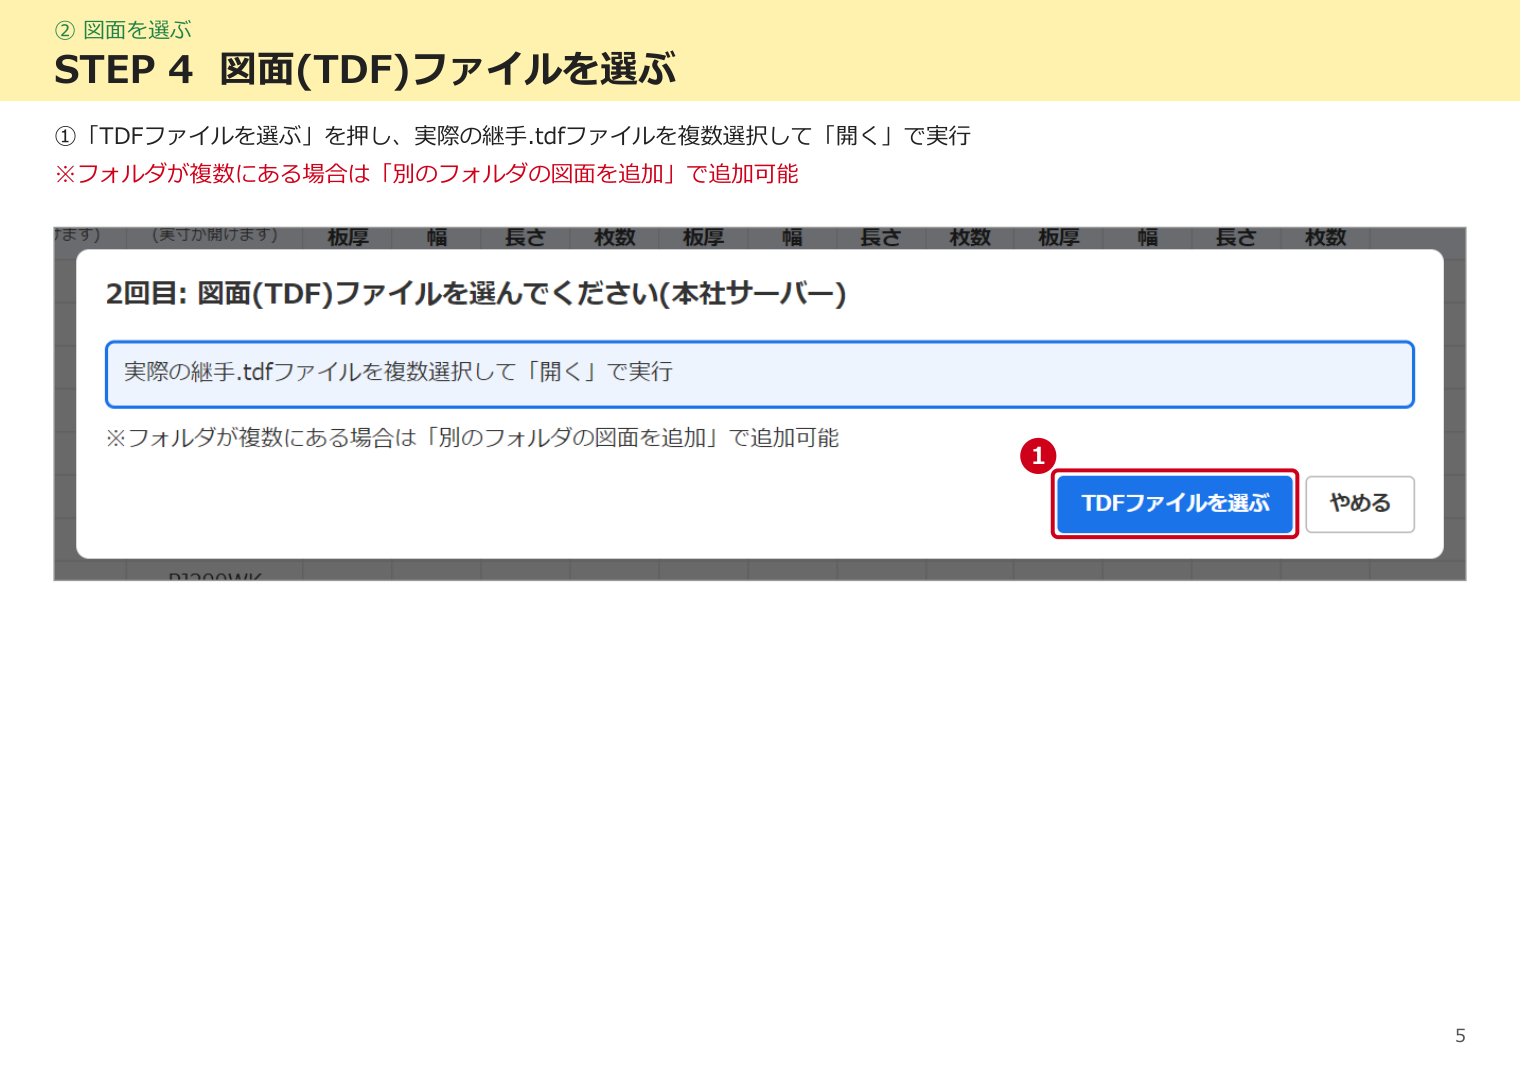 ② 図面を選ぶ
STEP 4 図面(TDF)ファイルを選ぶ
①「TDFファイルを選ぶ」を押し、実際の継手.tdfファイルを複数選択して「開く」で実行
※フォルダが複数にある場合は「別のフォルダの図面を追加」で追加可能
けます) (実寸が開けます) 板厚 幅 長さ 枚数 板厚 幅 長さ 枚数 板厚 幅 長さ 枚数
2回目: 図面(TDF)ファイルを選んでください(本社サーバー)
実際の継手.tdfファイルを複数選択して「開く」で実行
※フォルダが複数にある場合は「別のフォルダの図面を追加」で追加可能
1
TDFファイルを選ぶ やめる
5